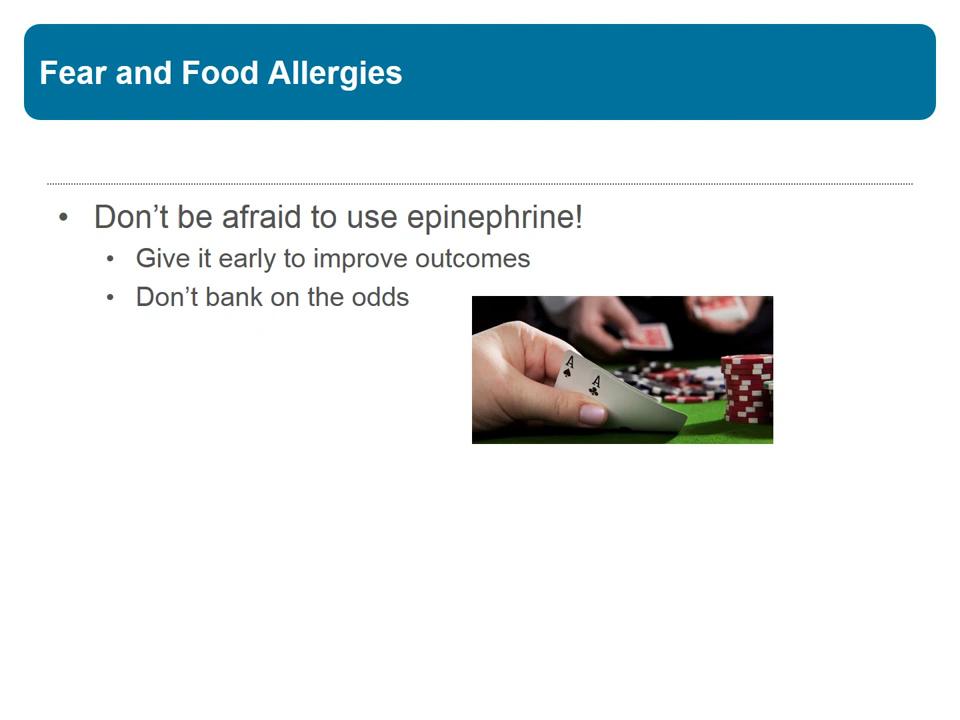 Fear and Food Allergies
• Don’t be afraid to use epinephrine!
• Give it early to improve outcomes
• Don’t bank on the odds
A
A